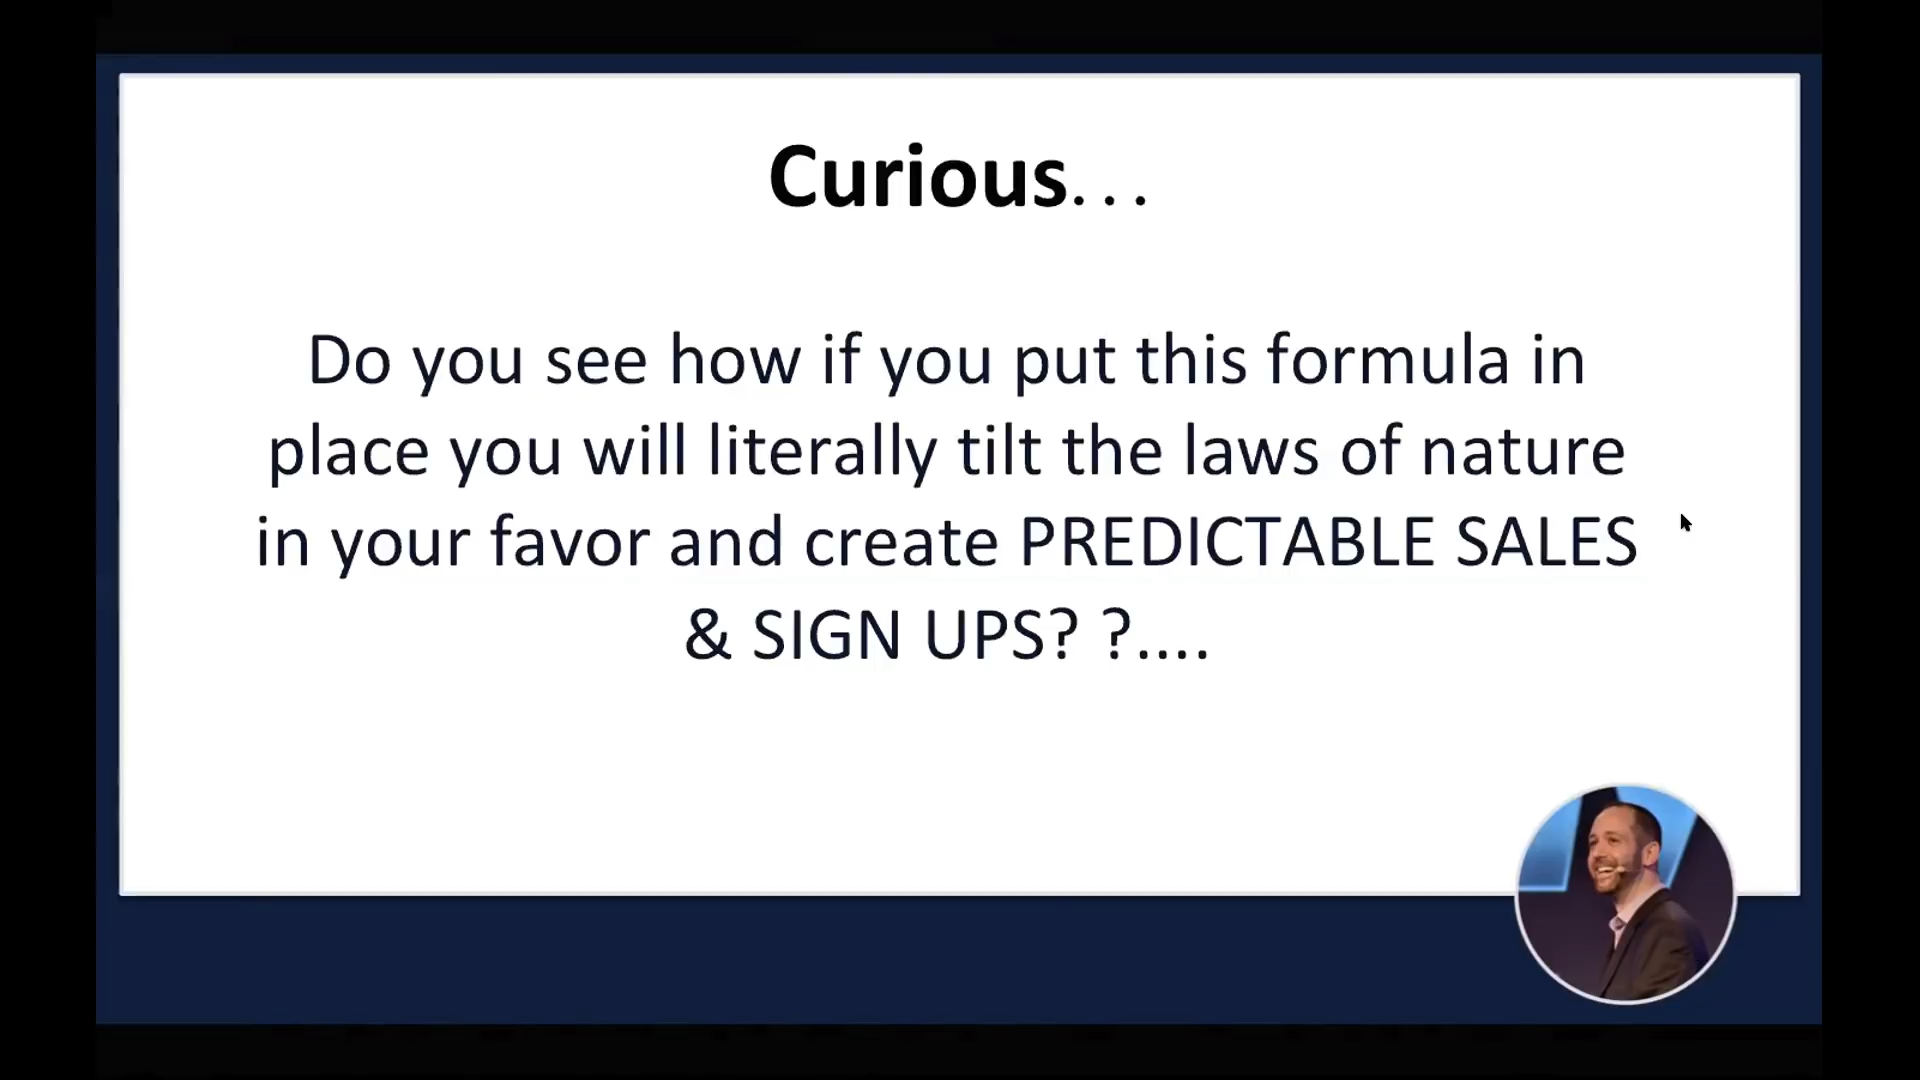 Curious...
Do you see how if you put this formula in
place you will literally tilt the laws of nature
in your favor and create PREDICTABLE SALES
& SIGN UPS? ?....